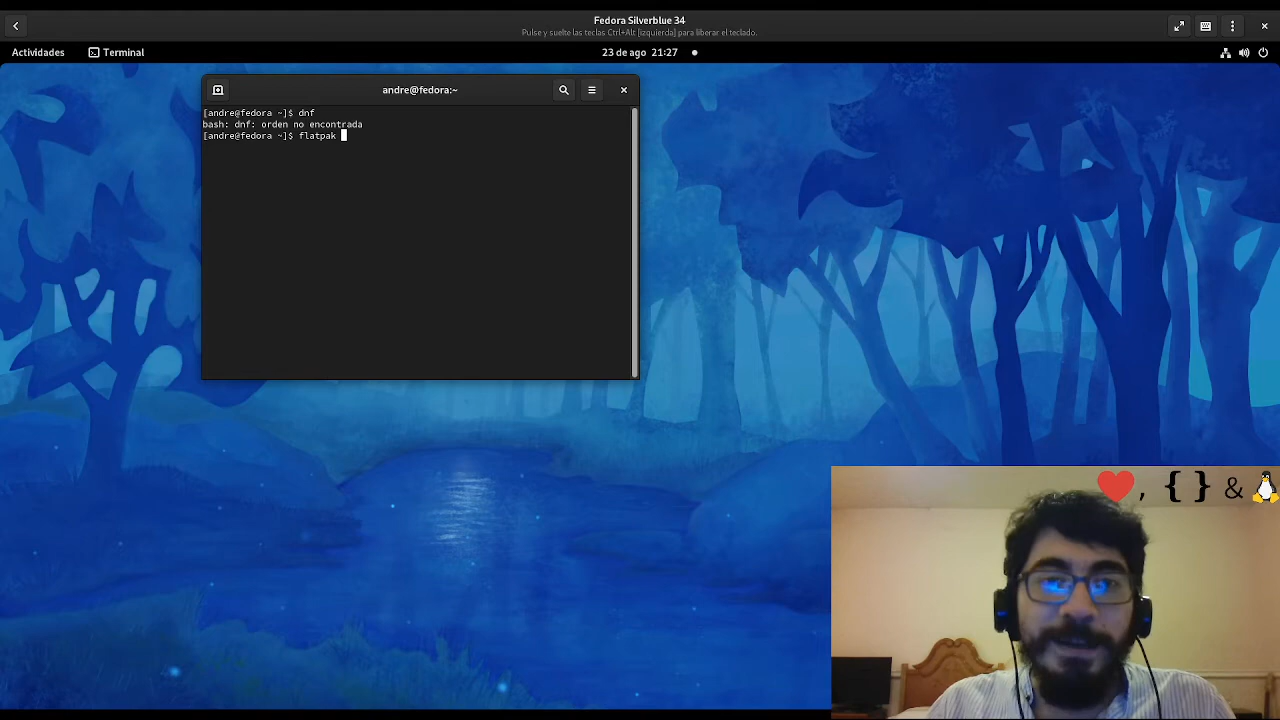 Fedora Silverblue 34
Pulse y suelte las teclas Ctrl+Alt [izquierda] para liberar el teclado.
Actividades Terminal 23 de ago 21:27
andre@fedora:~
[andre@fedora ~]$ dnf
bash: dnf: orden no encontrada
[andre@fedora ~]$ flatpak
, { } &